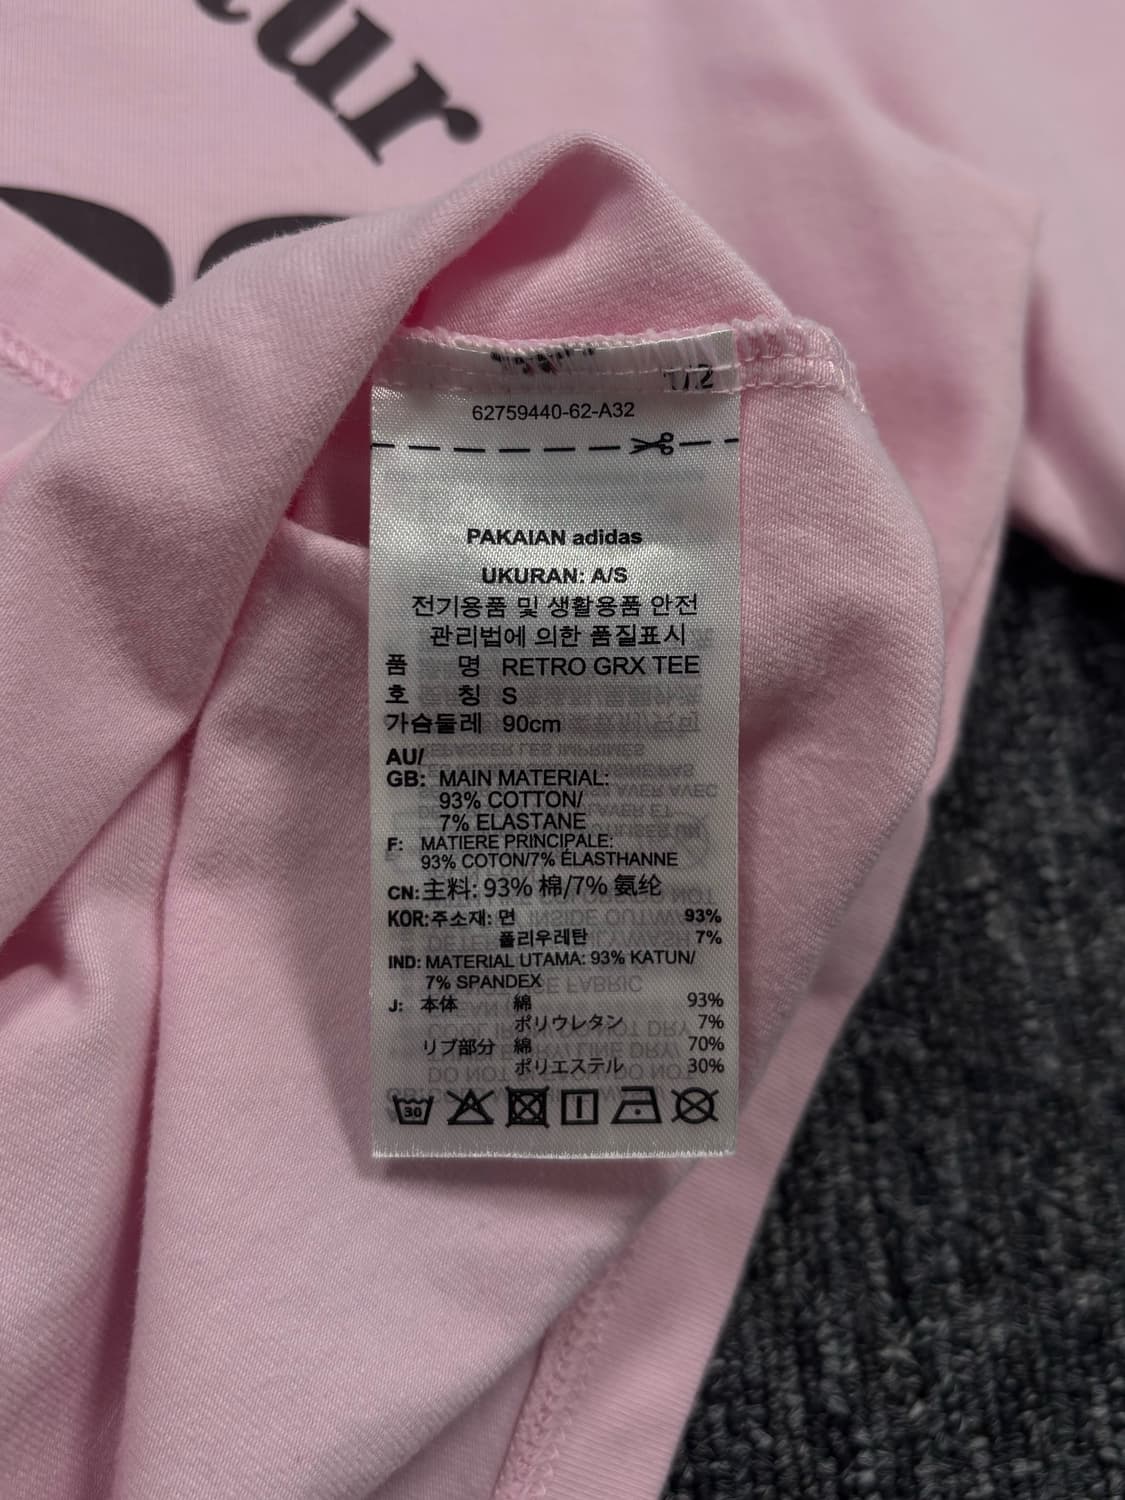 ur
1/2
62759440-62-A32
PAKAIAN adidas
UKURAN: A/S
전기용품 및 생활용품 안전
관리법에 의한 품질표시
품 명 RETRO GRX TEE
호 칭 S
가슴둘레 90cm
AU/
GB: MAIN MATERIAL:
93% COTTON/
7% ELASTANE
F: MATIERE PRINCIPALE:
93% COTON/7% ÉLASTHANNE
CN: 主料: 93% 棉/7% 氨纶
KOR: 주소재: 면 93%
폴리우레탄 7%
IND: MATERIAL UTAMA: 93% KATUN/
7% SPANDEX
J: 本体 綿 93%
ポリウレタン 7%
リブ部分 綿 70%
ポリエステル 30%
30